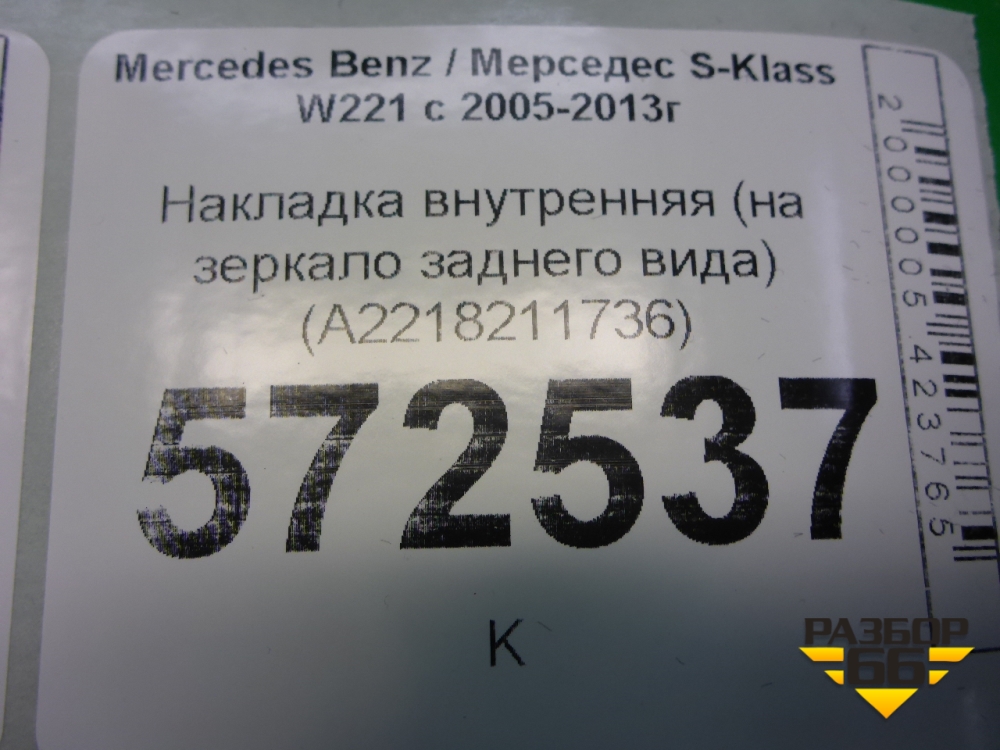 Mercedes Benz / Мерседес S-Klass
W221 с 2005-2013г
Накладка внутренняя (на
зеркало заднего вида)
(A2218211736)
572537
К
2000005423765
РАЗБОР
66